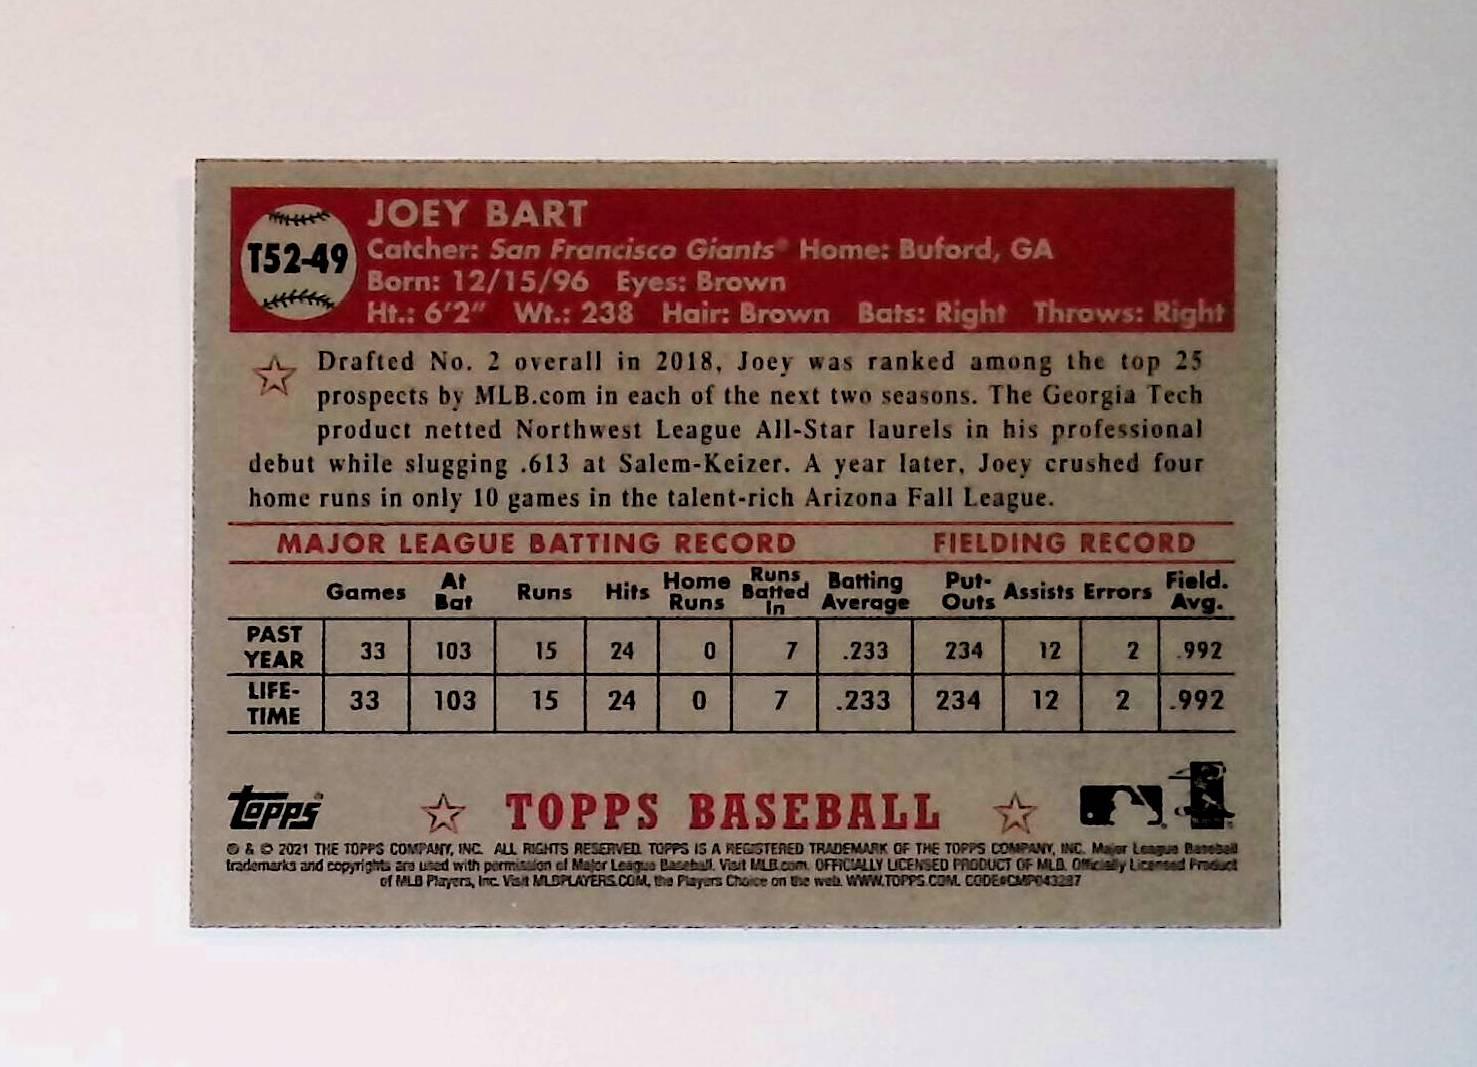 T52-49
JOEY BART
Catcher: San Francisco Giants® Home: Buford, GA
Born: 12/15/96 Eyes: Brown
Ht.: 6'2" Wt.: 238 Hair: Brown Bats: Right Throws: Right
Drafted No. 2 overall in 2018, Joey was ranked among the top 25
prospects by MLB.com in each of the next two seasons. The Georgia Tech
product netted Northwest League All-Star laurels in his professional
debut while slugging .613 at Salem-Keizer. A year later, Joey crushed four
home runs in only 10 games in the talent-rich Arizona Fall League.
MAJOR LEAGUE BATTING RECORD FIELDING RECORD
Games At Bat Runs Hits Home Runs Runs Batted In Batting Average Put-Outs Assists Errors Field. Avg.
PAST YEAR 33 103 15 24 0 7 .233 234 12 2 .992
LIFE-TIME 33 103 15 24 0 7 .233 234 12 2 .992
Topps TOPPS BASEBALL
® & © 2021 THE TOPPS COMPANY, INC. ALL RIGHTS RESERVED. TOPPS IS A REGISTERED TRADEMARK OF THE TOPPS COMPANY, INC. Major League Baseball
trademarks and copyrights are used with permission of Major League Baseball. Visit MLB.com. OFFICIALLY LICENSED PRODUCT OF MLB Officially Licensed Product
of MLB Players, Inc. Visit MLBPLAYERS.COM, the Players Choice on the web. WWW.TOPPS.COM. CODE#CMP043287